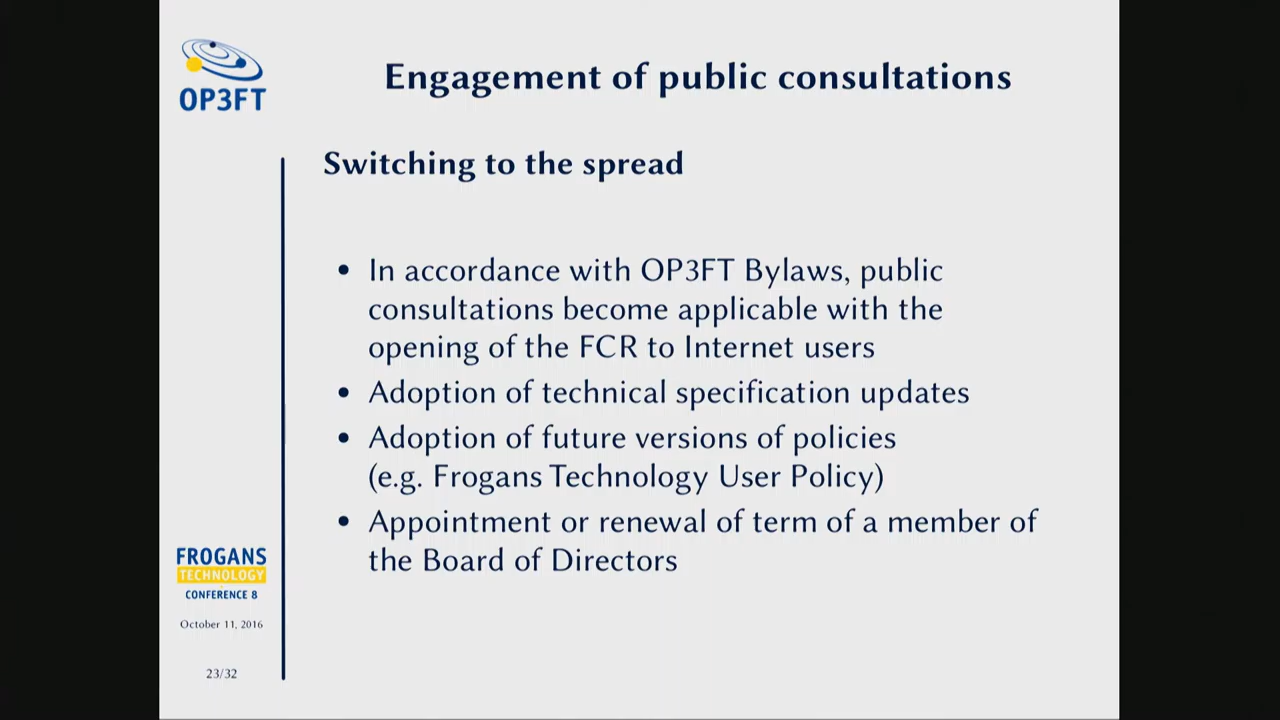 OP3FT
Engagement of public consultations
Switching to the spread
• In accordance with OP3FT Bylaws, public
consultations become applicable with the
opening of the FCR to Internet users
• Adoption of technical specification updates
• Adoption of future versions of policies
(e.g. Frogans Technology User Policy)
• Appointment or renewal of term of a member of
the Board of Directors
FROGANS
TECHNOLOGY
CONFERENCE 8
October 11, 2016
23/32